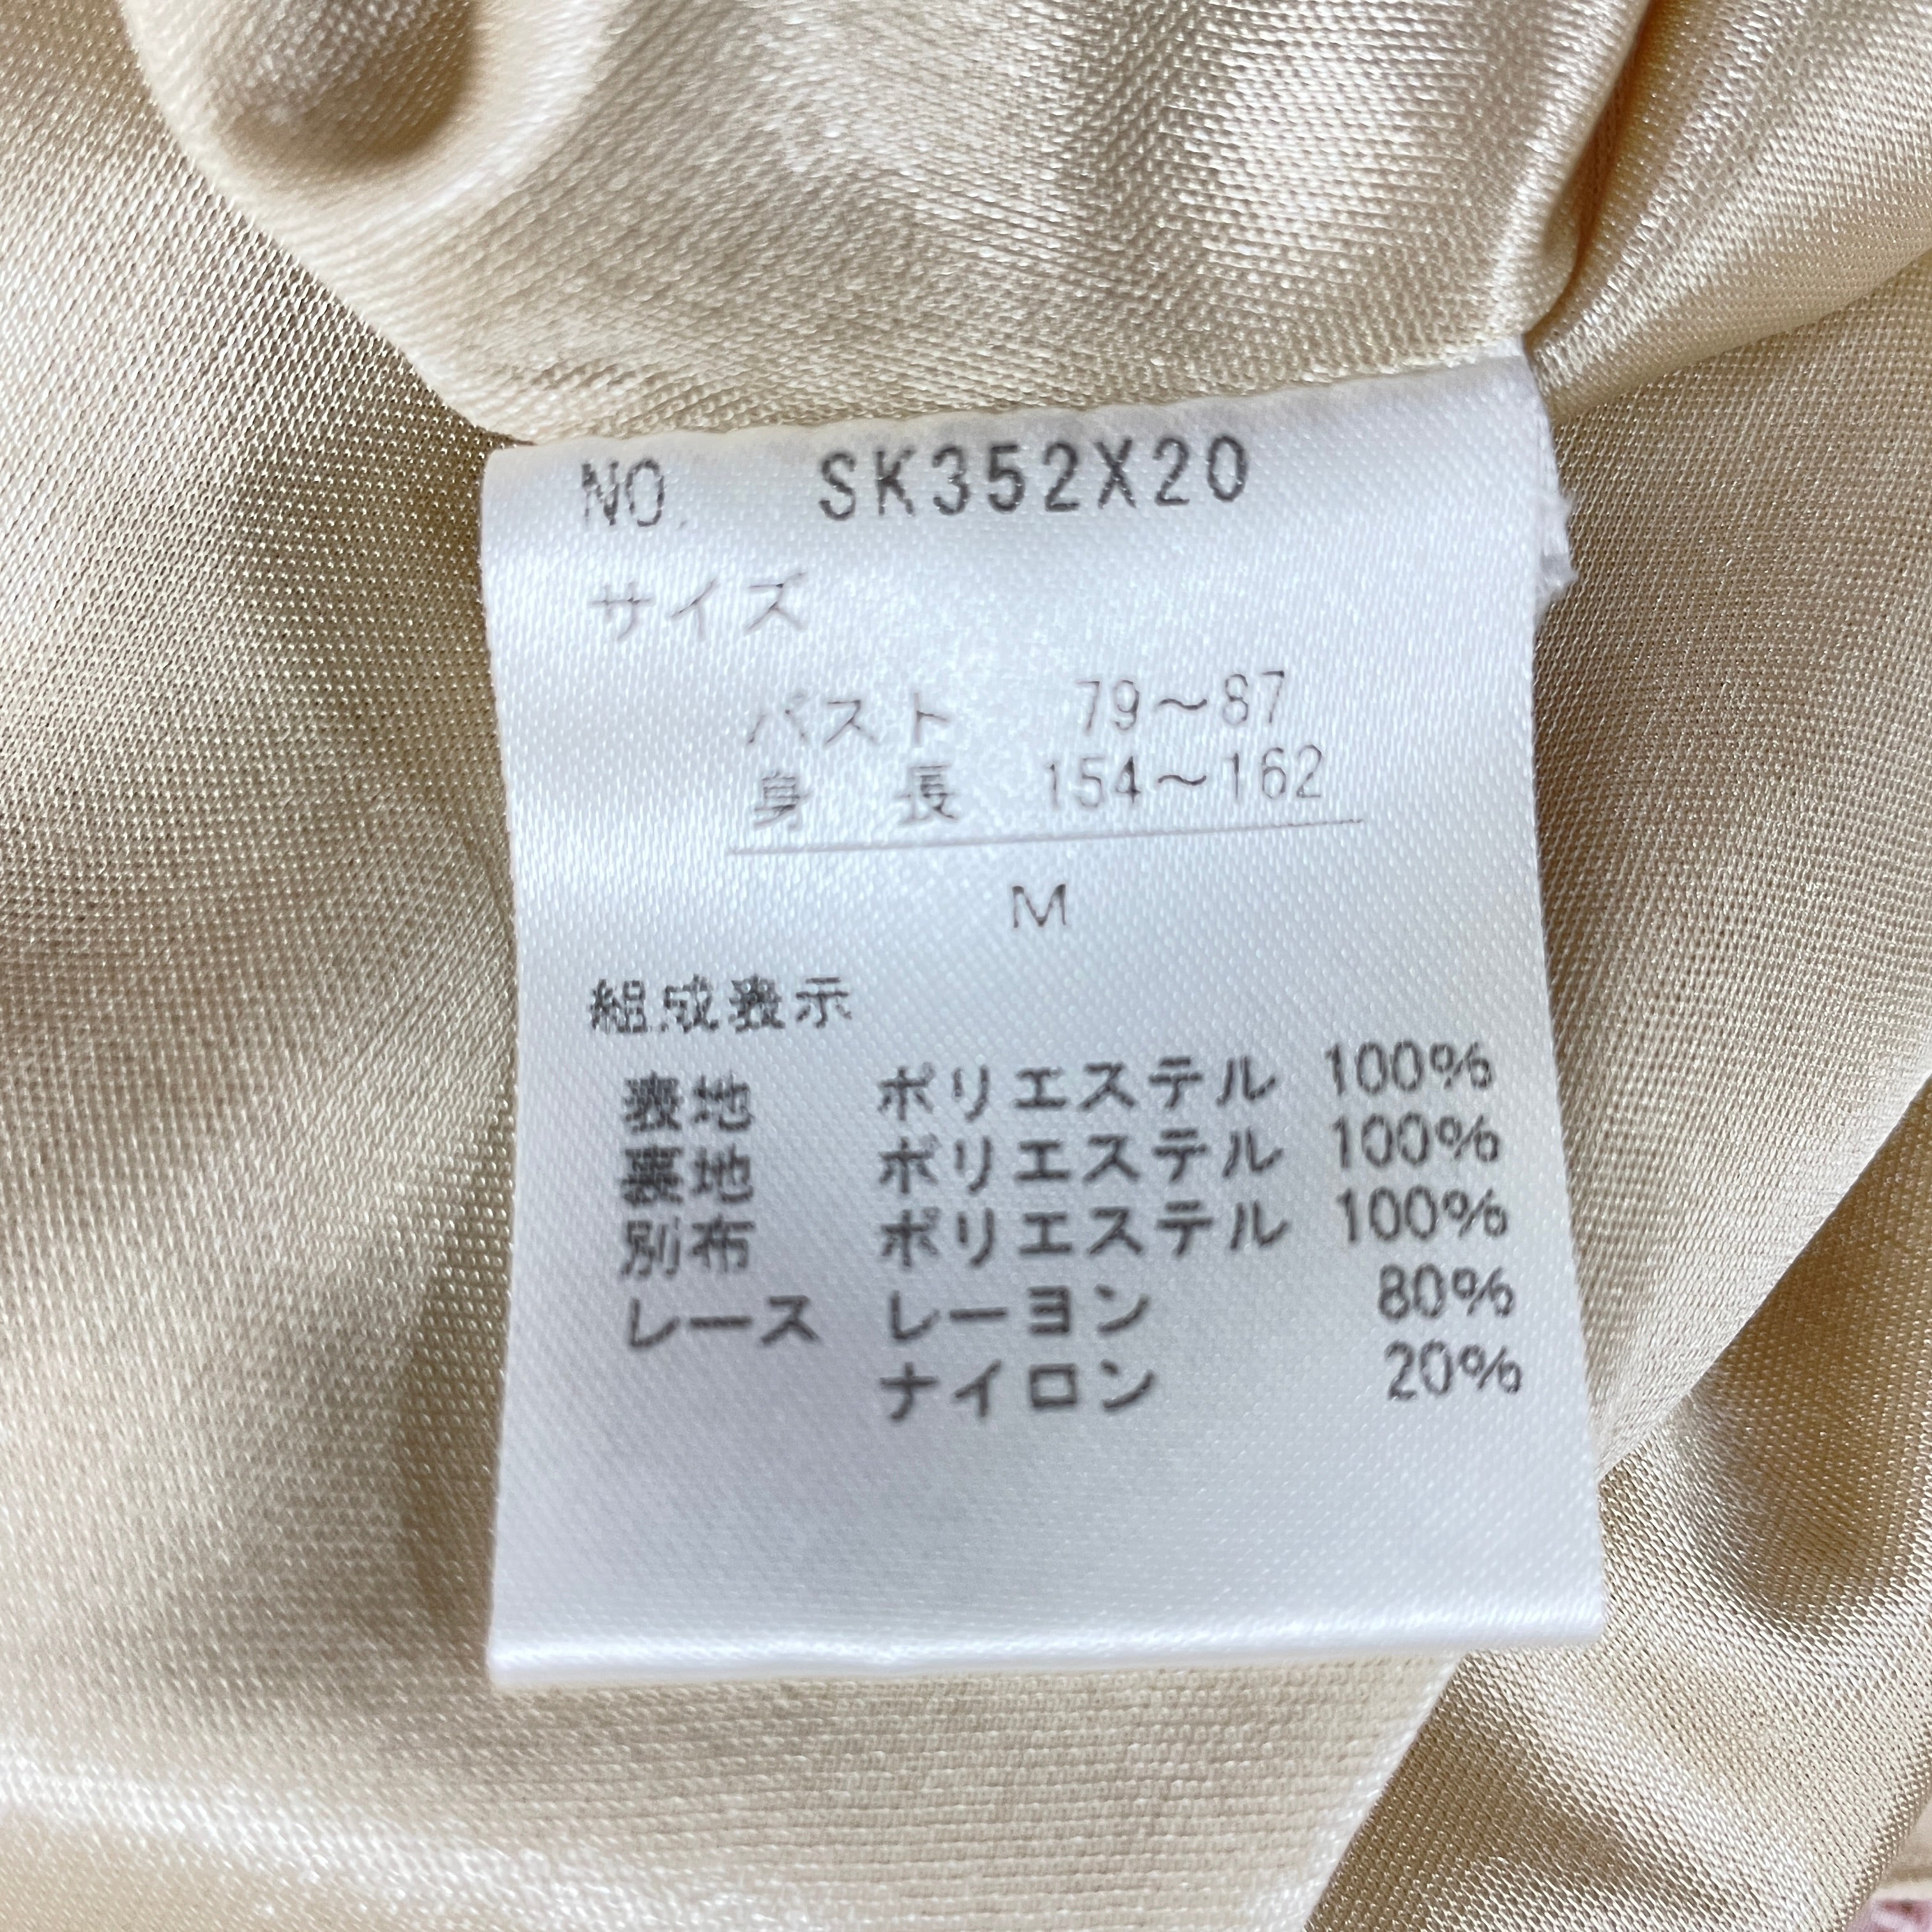 NO. SK352X20
サイズ
バスト 79～87
身 長 154～162
M
組成表示
表地 ポリエステル 100%
裏地 ポリエステル 100%
別布 ポリエステル 100%
レース レーヨン 80%
ナイロン 20%